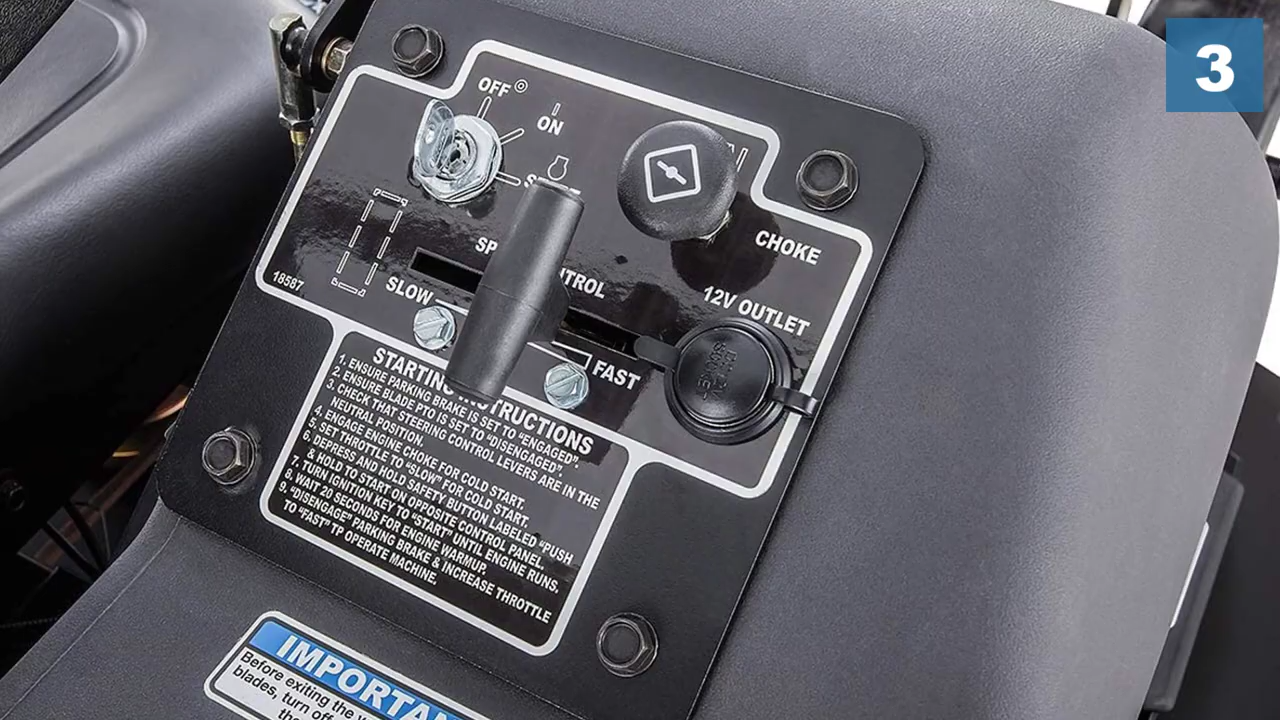 3
OFF
ON
CHOKE
12V OUTLET
SLOW
18587
FAST
1. ENSURE PARKING BRAKE IS SET TO "ENGAGED".
2. ENSURE BLADE PTO IS SET TO "DISENGAGED".
3. CHECK THAT STEERING CONTROL LEVERS ARE IN THE
NEUTRAL POSITION.
4. ENGAGE ENGINE CHOKE FOR COLD START.
5. SET THROTTLE TO "SLOW" FOR COLD START.
6. DEPRESS AND HOLD SAFETY BUTTON LABELED "PUSH
& HOLD TO START ON OPPOSITE CONTROL PANEL.
7. TURN IGNITION KEY TO "START" UNTIL ENGINE RUNS.
8. WAIT 20 SECONDS FOR ENGINE WARMUP.
9. "DISENGAGE" PARKING BRAKE & INCREASE THROTTLE
TO "FAST" TP OPERATE MACHINE.
Before exiting the
blades, turn off